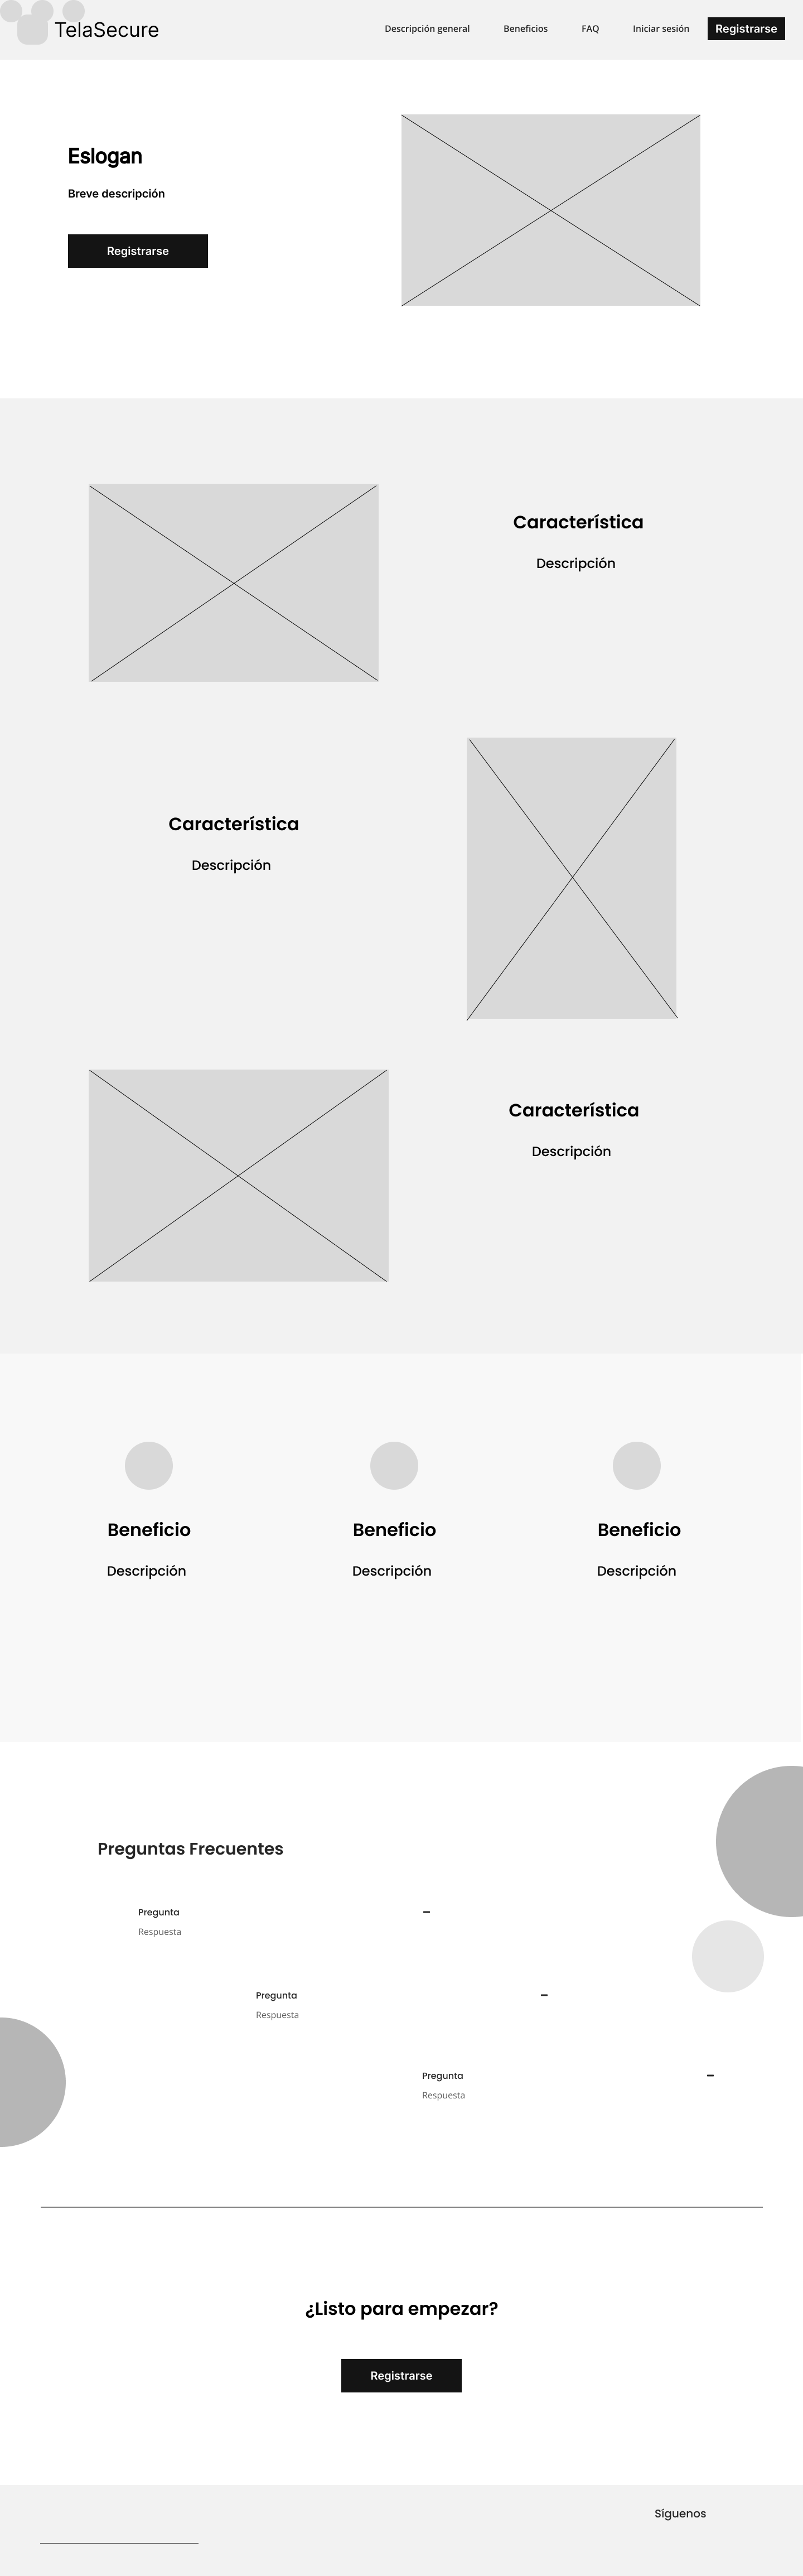 TelaSecure
Descripción general
Beneficios
FAQ
Iniciar sesión
Registrarse
Eslogan
Breve descripción
Registrarse
Característica
Descripción
Característica
Descripción
Característica
Descripción
Beneficio
Descripción
Beneficio
Descripción
Beneficio
Descripción
Preguntas Frecuentes
Pregunta
Respuesta
Pregunta
Respuesta
Pregunta
Respuesta
¿Listo para empezar?
Registrarse
Síguenos